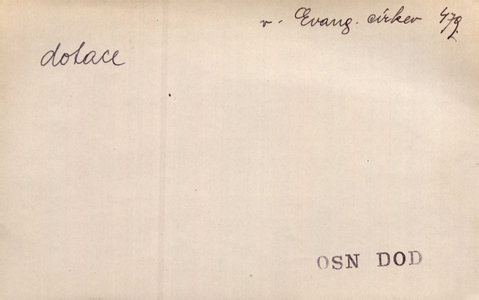 v. Evang. církev 479.
dotace
OSN DOD